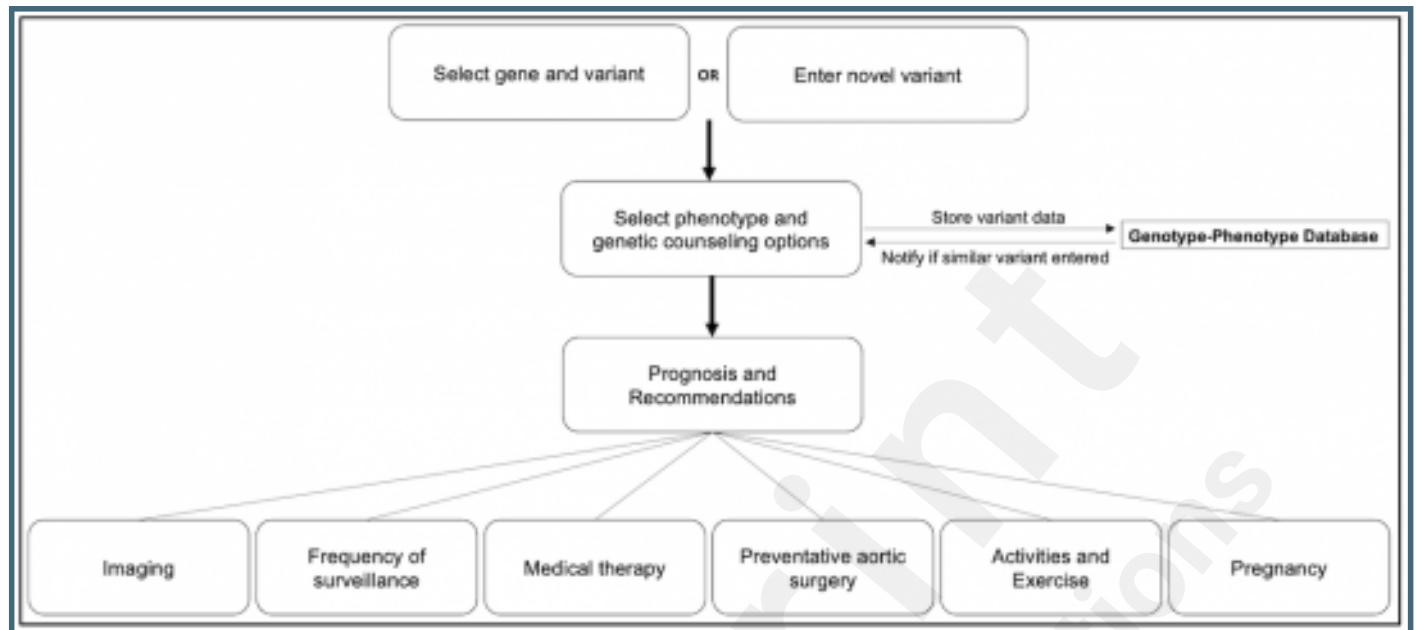 Select gene and variant
OR
Enter novel variant
Select phenotype and
genetic counseling options
Store variant data
Notify if similar variant entered
Genotype-Phenotype Database
Prognosis and
Recommendations
Imaging
Frequency of
surveillance
Medical therapy
Preventative aortic
surgery
Activities and
Exercise
Pregnancy
rint
tions